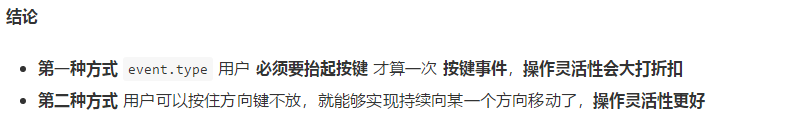 结论
• 第一种方式 event.type 用户 必须要抬起按键 才算一次 按键事件，操作灵活性会大打折扣
• 第二种方式 用户可以按住方向键不放，就能够实现持续向某一个方向移动了，操作灵活性更好